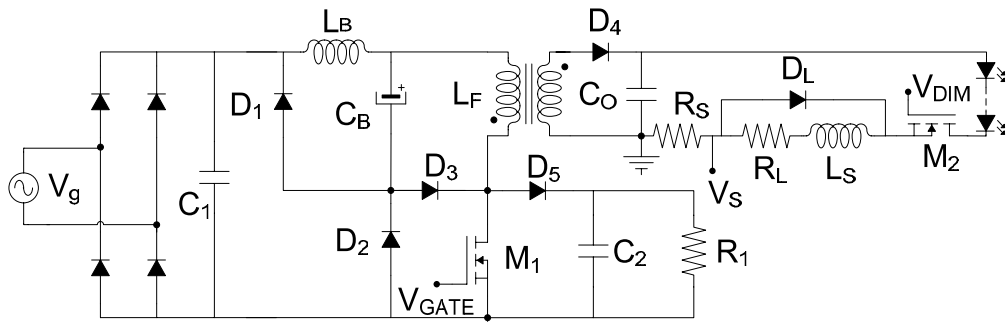 LB
D4
D1
CB
+
LF
CO
RS
DL
VDIM
Vg
C1
D3
D5
VS
RL
LS
M2
D2
M1
C2
R1
VGATE